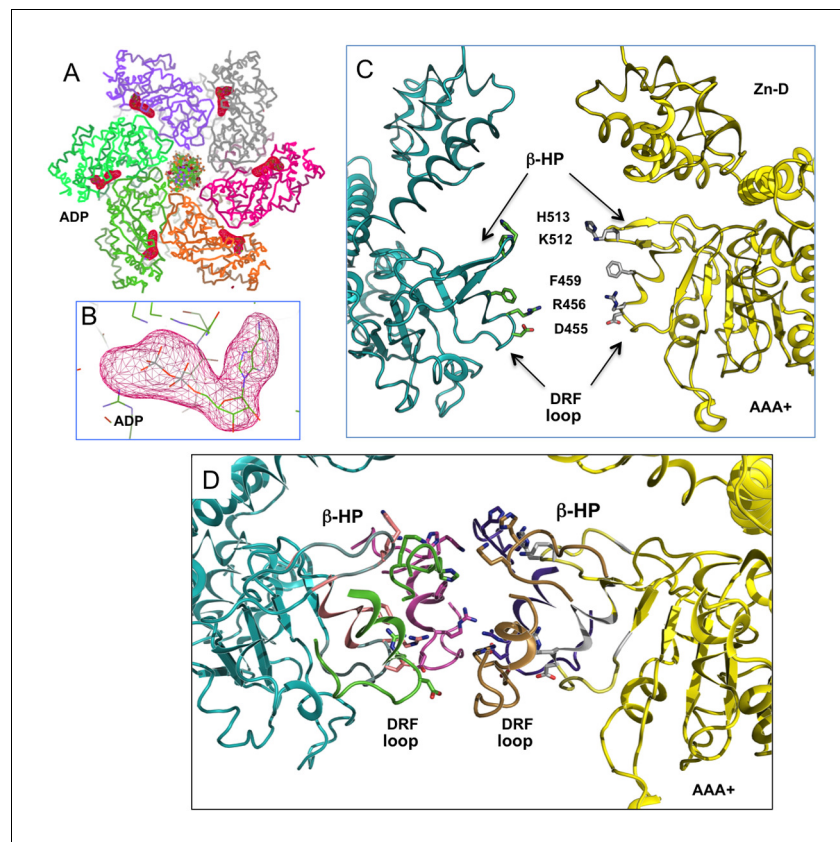 A
ADP
B
ADP
C
Zn-D
β-HP
H513
K512
F459
R456
D455
DRF
loop
AAA+
D
β-HP
β-HP
DRF
loop
DRF
loop
AAA+